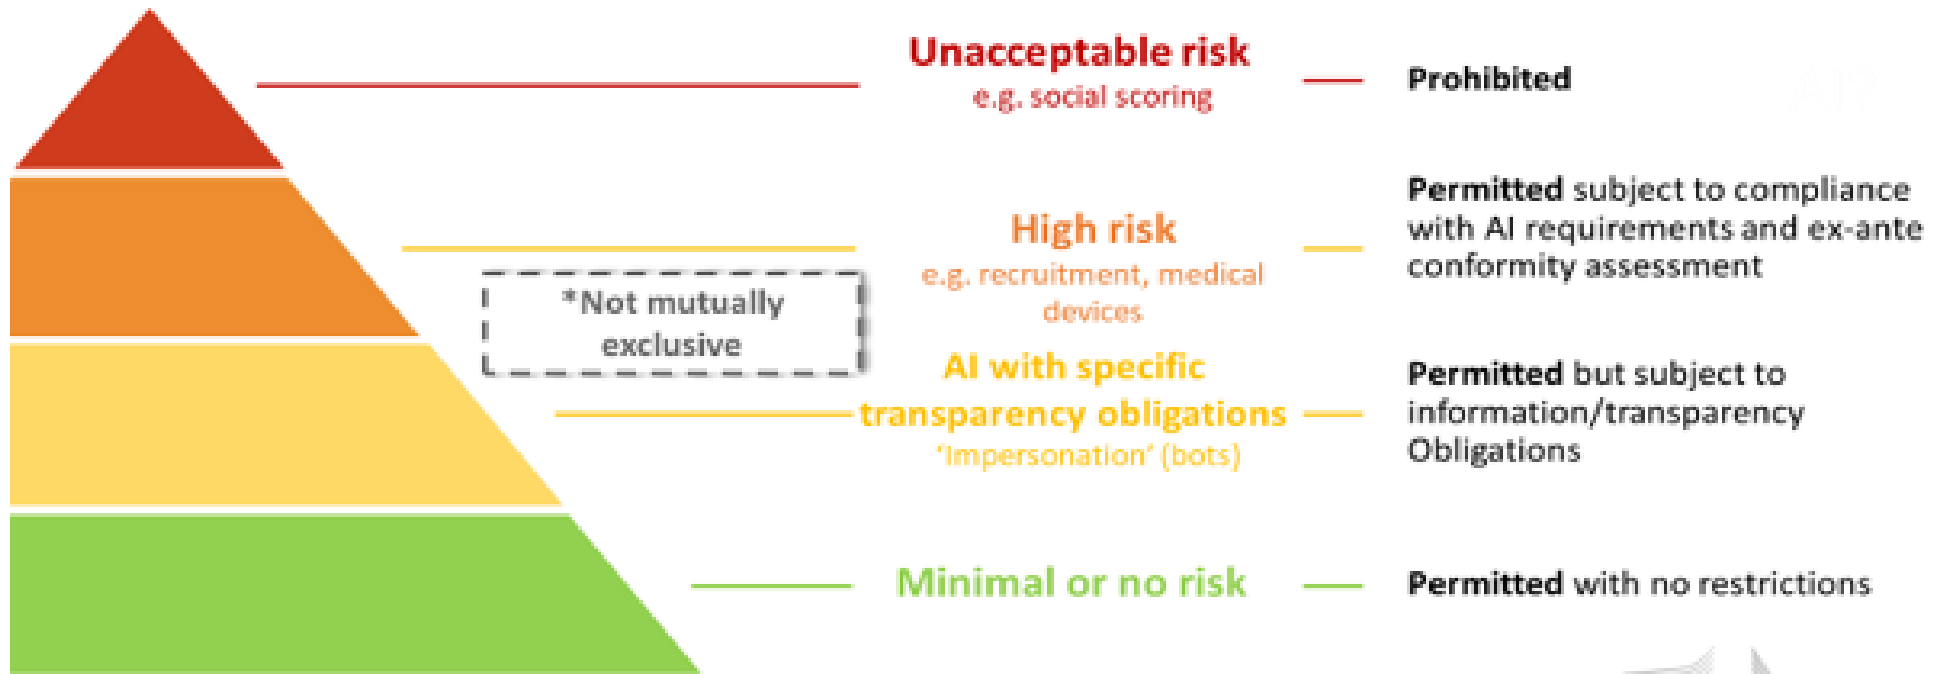 Unacceptable risk
e.g. social scoring
Prohibited
High risk
e.g. recruitment, medical
devices
Permitted subject to compliance
with AI requirements and ex-ante
conformity assessment
*Not mutually
exclusive
AI with specific
transparency obligations
'Impersonation' (bots)
Permitted but subject to
information/transparency
Obligations
Minimal or no risk
Permitted with no restrictions